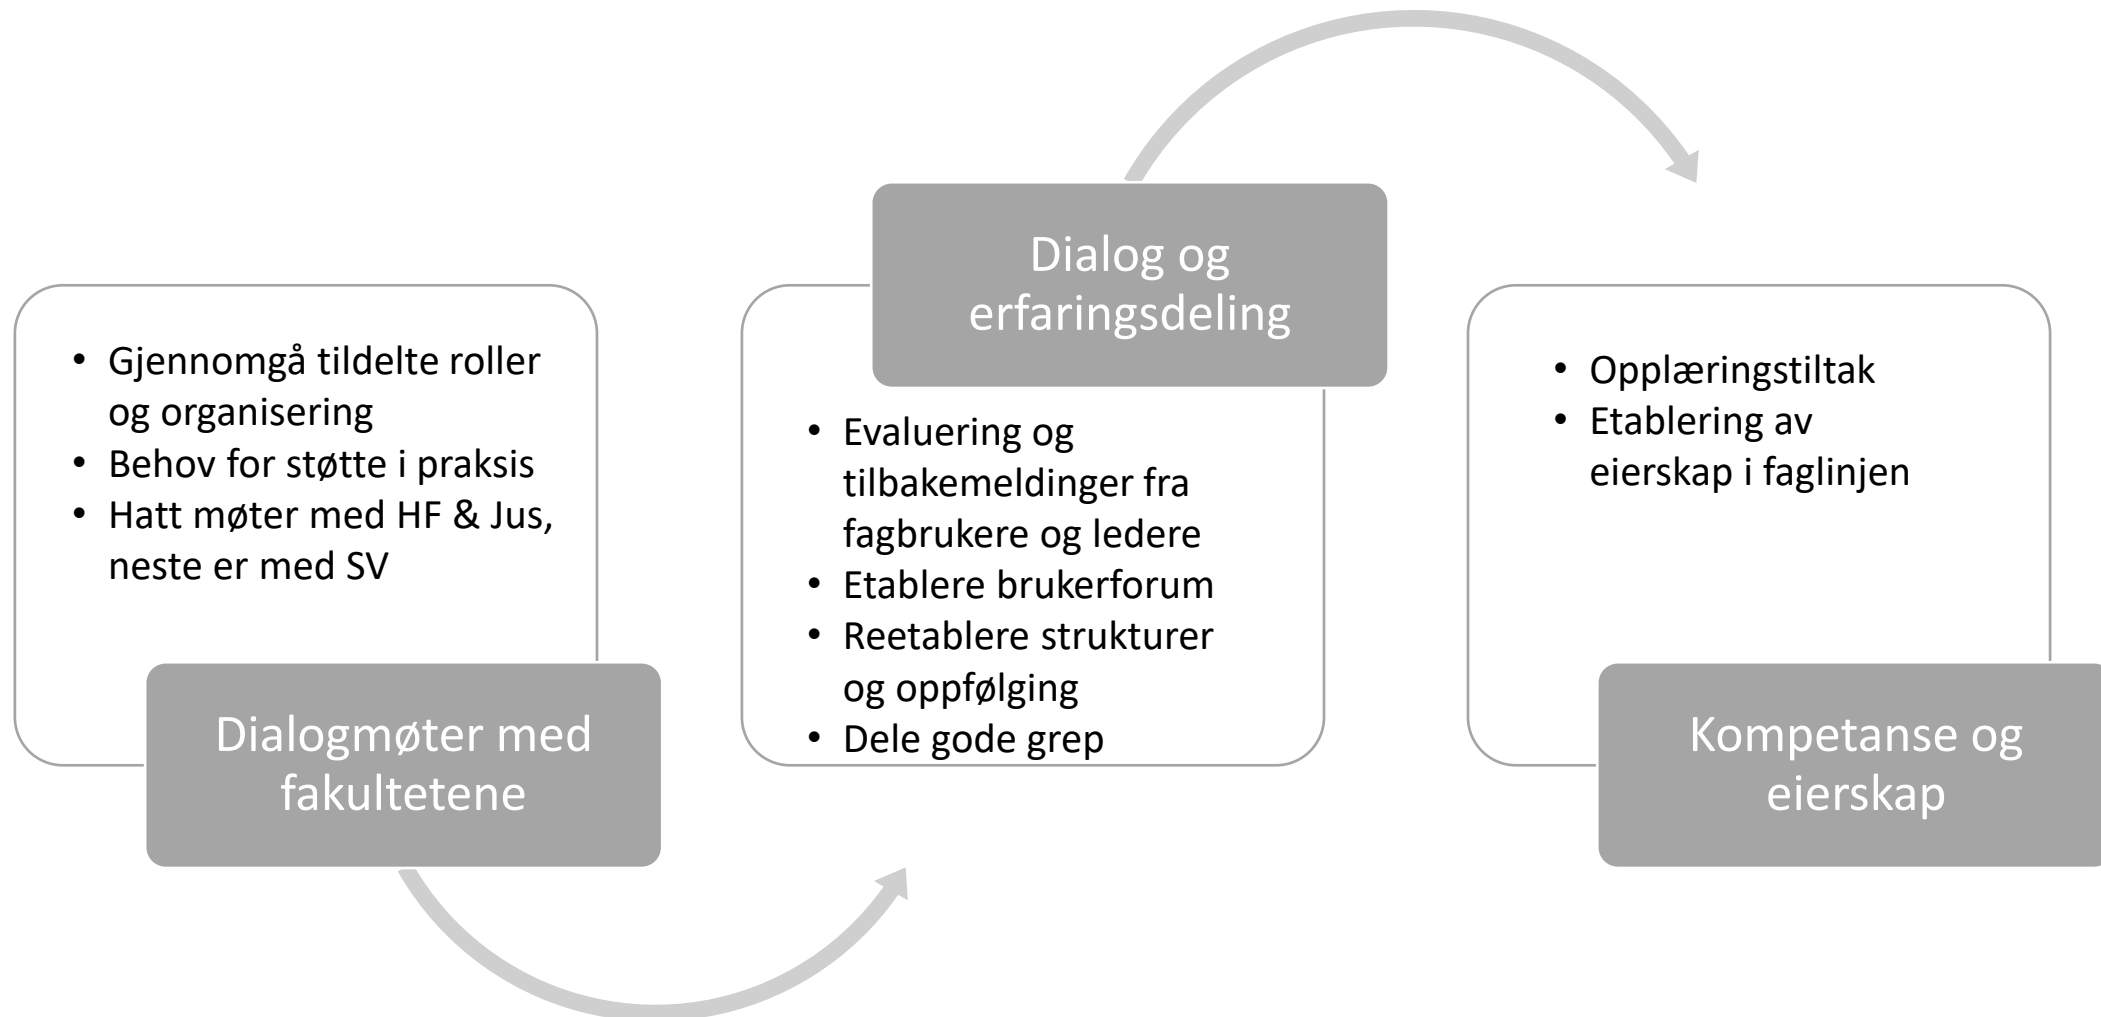 • Gjennomgå tildelte roller
og organisering
• Behov for støtte i praksis
• Hatt møter med HF & Jus,
neste er med SV
Dialogmøter med
fakultetene
Dialog og
erfaringsdeling
• Evaluering og
tilbakemeldinger fra
fagbrukere og ledere
• Etablere brukerforum
• Reetablere strukturer
og oppfølging
• Dele gode grep
• Opplæringstiltak
• Etablering av
eierskap i faglinjen
Kompetanse og
eierskap